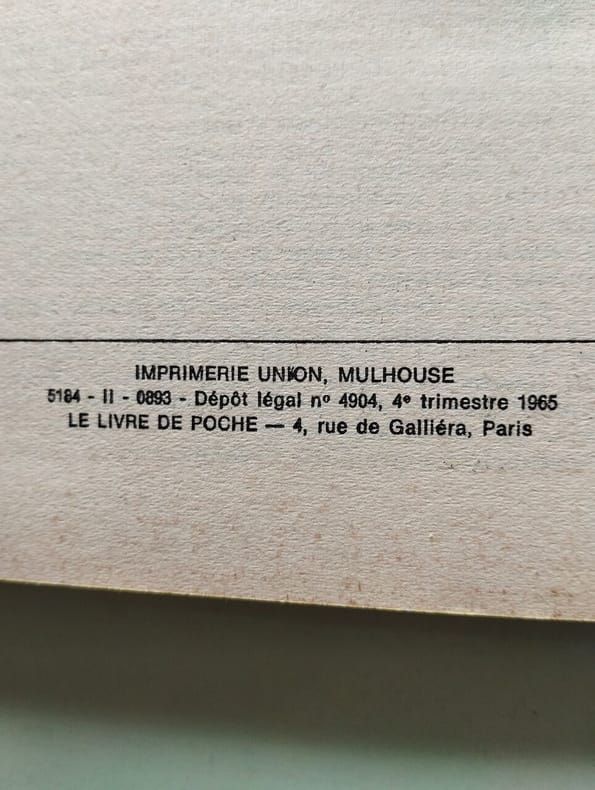 IMPRIMERIE UNION, MULHOUSE
5184 - II - 0893 - Dépôt légal nº 4904, 4ᵉ trimestre 1965
LE LIVRE DE POCHE — 4, rue de Galliéra, Paris